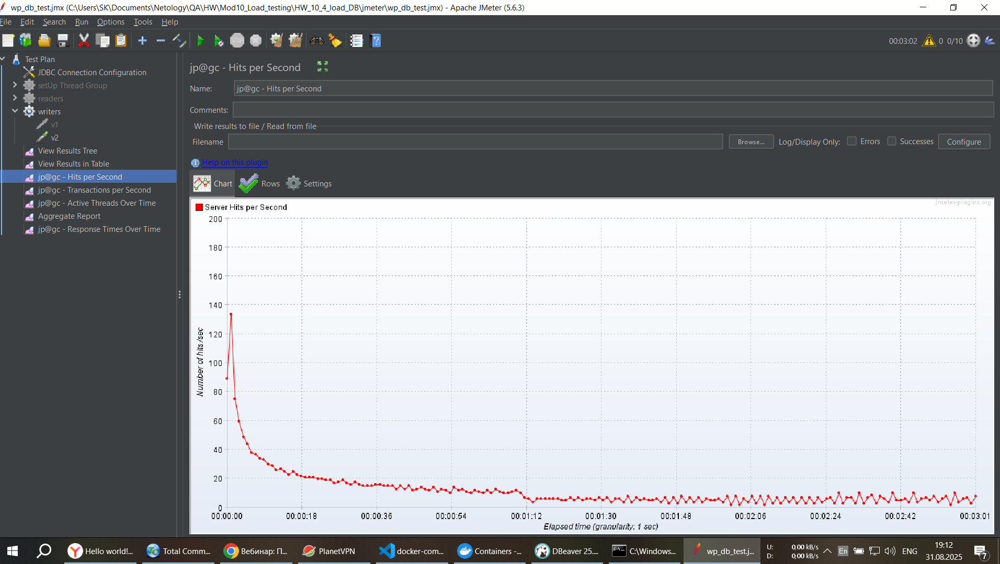 wp_db_test.jmx (C:\Users\SK\Documents\Netology\QA\HW\Mod10_Load_testing\HW_10_4_load_DB\jmeter\wp_db_test.jmx) - Apache JMeter (5.6.3)
File Edit Search Run Options Tools Help
STOP
00:03:02 0 0/10
Test Plan
JDBC Connection Configuration
setUp Thread Group
readers
writers
v1
v2
View Results Tree
View Results in Table
jp@gc - Hits per Second
jp@gc - Transactions per Second
jp@gc - Active Threads Over Time
Aggregate Report
jp@gc - Response Times Over Time
jp@gc - Hits per Second
Name: jp@gc - Hits per Second
Comments:
Write results to file / Read from file
Filename Browse... Log/Display Only: Errors Successes Configure
Help on this plugin
Chart Rows Settings
jmeter-plugins.org
Server Hits per Second
200
180
160
140
120
100
80
60
40
20
0
Number of hits /sec
00:00:00 00:00:18 00:00:36 00:00:54 00:01:12 00:01:30 00:01:48 00:02:06 00:02:24 00:02:42 00:03:01
Elapsed time (granularity: 1 sec)
Hello world!... Total Comm... Вебинар: П... PlanetVPN docker-com... Containers -... DBeaver 25.... C:\Windows... wp_db_test.j...
U: 0,00 kB/s
D: 0,00 kB/s
En ENG
19:12
31.08.2025
7